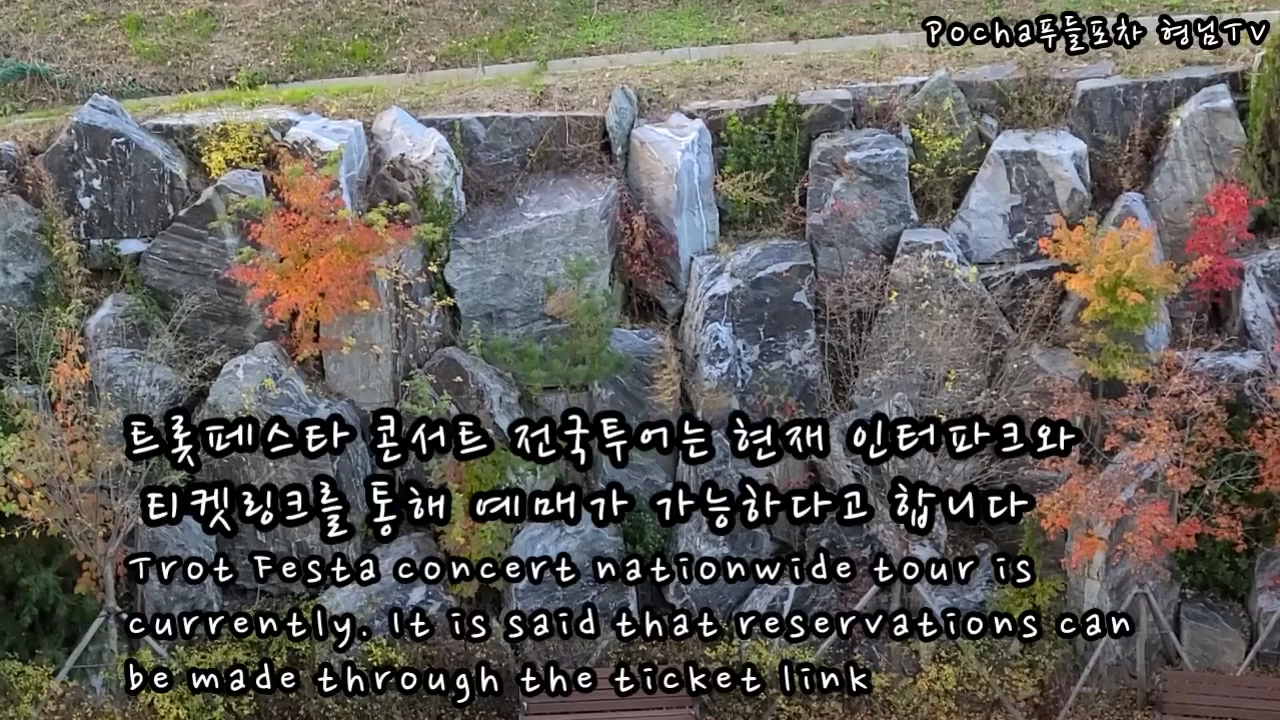 Pocha푸들포차 형님Tv
트롯페스타 콘서트 전국투어는 현재 인터파크와
티켓링크를 통해 예매가 가능하다고 합니다
Trot Festa concert nationwide tour is
currently. It is said that reservations can
be made through the ticket link